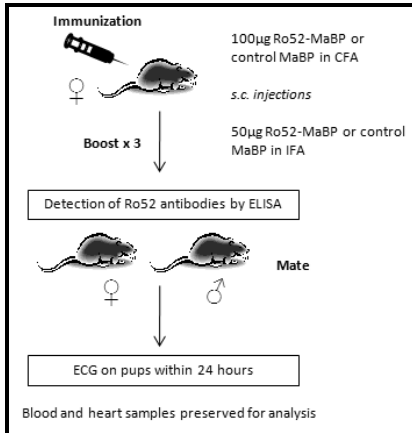 Immunization
100µg Ro52-MaBP or
control MaBP in CFA
♀
s.c. injections
Boost x 3
50µg Ro52-MaBP or control
MaBP in IFA
Detection of Ro52 antibodies by ELISA
Mate
♀ ♂
ECG on pups within 24 hours
Blood and heart samples preserved for analysis